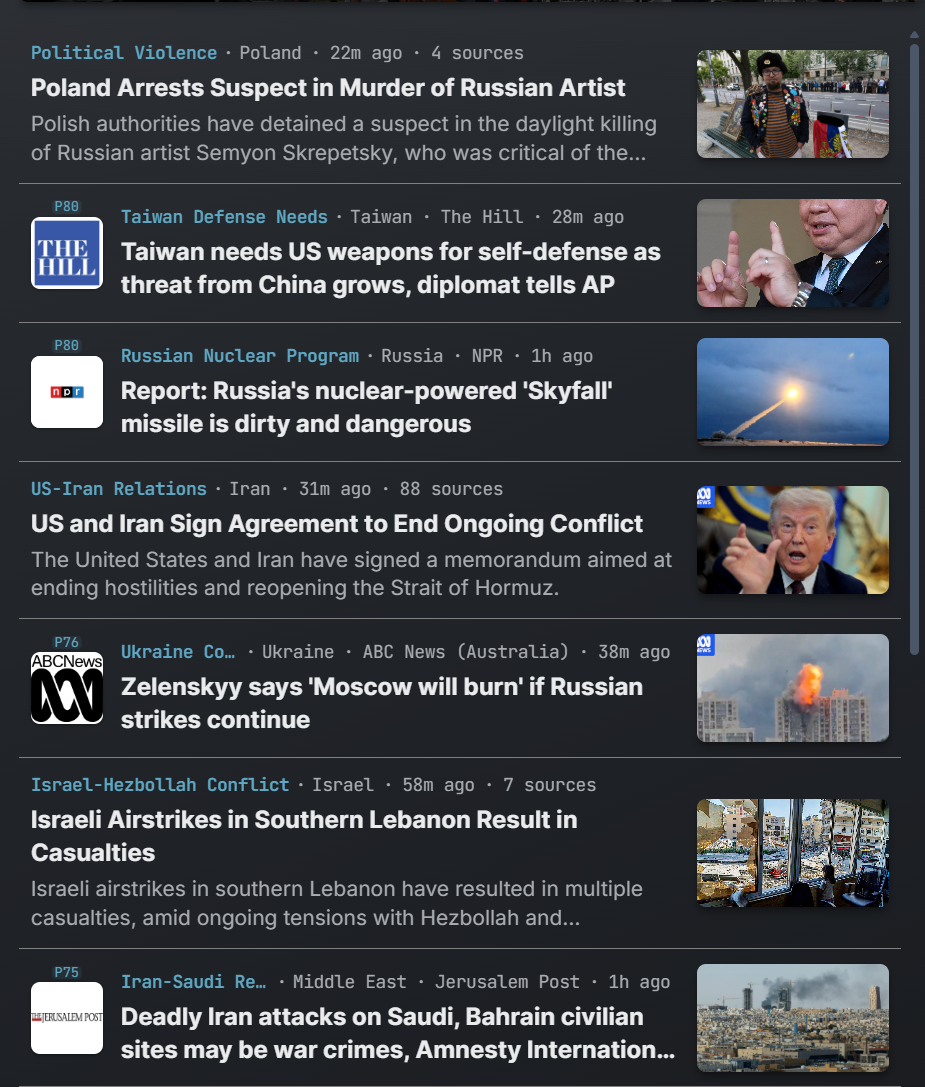 Political Violence · Poland · 22m ago · 4 sources
Poland Arrests Suspect in Murder of Russian Artist
Polish authorities have detained a suspect in the daylight killing
of Russian artist Semyon Skrepetsky, who was critical of the...
P80
THE
HILL
Taiwan Defense Needs · Taiwan · The Hill · 28m ago
Taiwan needs US weapons for self-defense as
threat from China grows, diplomat tells AP
P80
npr
Russian Nuclear Program · Russia · NPR · 1h ago
Report: Russia's nuclear-powered 'Skyfall'
missile is dirty and dangerous
US-Iran Relations · Iran · 31m ago · 88 sources
US and Iran Sign Agreement to End Ongoing Conflict
The United States and Iran have signed a memorandum aimed at
ending hostilities and reopening the Strait of Hormuz.
NEWS
P76
ABCNews
Ukraine Co… · Ukraine · ABC News (Australia) · 38m ago
Zelenskyy says 'Moscow will burn' if Russian
strikes continue
NEWS
Israel-Hezbollah Conflict · Israel · 58m ago · 7 sources
Israeli Airstrikes in Southern Lebanon Result in
Casualties
Israeli airstrikes in southern Lebanon have resulted in multiple
casualties, amid ongoing tensions with Hezbollah and...
P75
THE JERUSALEM POST
Iran-Saudi Re… · Middle East · Jerusalem Post · 1h ago
Deadly Iran attacks on Saudi, Bahrain civilian
sites may be war crimes, Amnesty Internation…